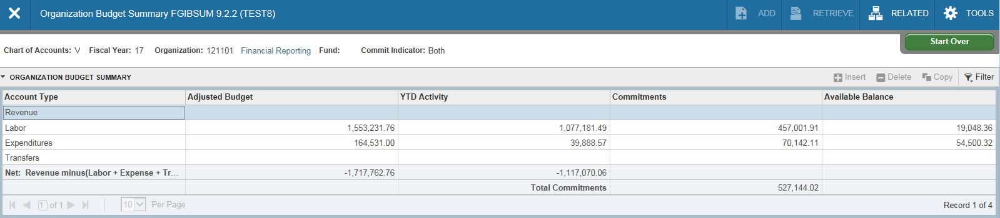 Organization Budget Summary FGIBSUM 9.2.2 (TEST8) ADD RETRIEVE RELATED TOOLS
Start Over
Chart of Accounts: V Fiscal Year: 17 Organization: 121101 Financial Reporting Fund: Commit Indicator: Both
ORGANIZATION BUDGET SUMMARY Insert Delete Copy Filter
Account Type Adjusted Budget YTD Activity Commitments Available Balance
Revenue
Labor 1,553,231.76 1,077,181.49 457,001.91 19,048.36
Expenditures 164,531.00 39,888.57 70,142.11 54,500.32
Transfers
Net: Revenue minus(Labor + Expense + Tr... -1,717,762.76 -1,117,070.06
Total Commitments 527,144.02
1 of 1 10 Per Page Record 1 of 4